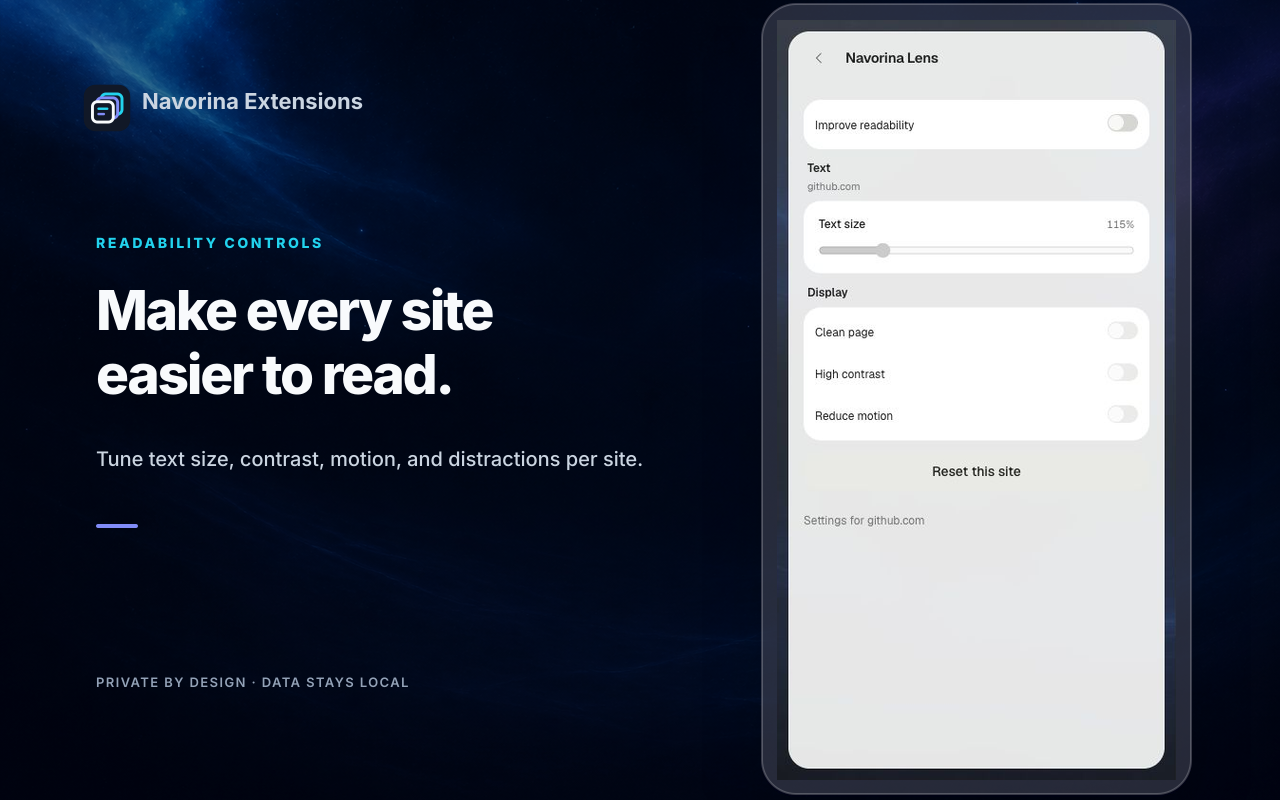 Navorina Extensions
READABILITY CONTROLS
Make every site
easier to read.
Tune text size, contrast, motion, and distractions per site.
PRIVATE BY DESIGN · DATA STAYS LOCAL
Navorina Lens
Improve readability
Text
github.com
Text size 115%
Display
Clean page
High contrast
Reduce motion
Reset this site
Settings for github.com